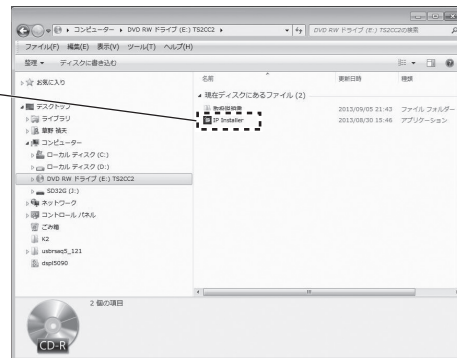 コンピューター ▸ DVD RW ドライブ (E:) TS2CC2 ▸
DVD RW ドライブ (E:) TS2CC2の検索
ファイル(F) 編集(E) 表示(V) ツール(T) ヘルプ(H)
整理 ▼ ディスクに書き込む
お気に入り
デスクトップ
ライブラリ
草野 禎天
コンピューター
ローカル ディスク (C:)
ローカル ディスク (D:)
DVD RW ドライブ (E:) TS2CC2
SD32G (J:)
ネットワーク
コントロール パネル
ごみ箱
K2
usbrmaq5_121
dspl5090
名前 更新日時 種類
現在ディスクにあるファイル (2)
取扱説明書 2013/09/05 21:43 ファイル フォルダー
IP Installer 2013/08/30 15:46 アプリケーション
2 個の項目
CD-R